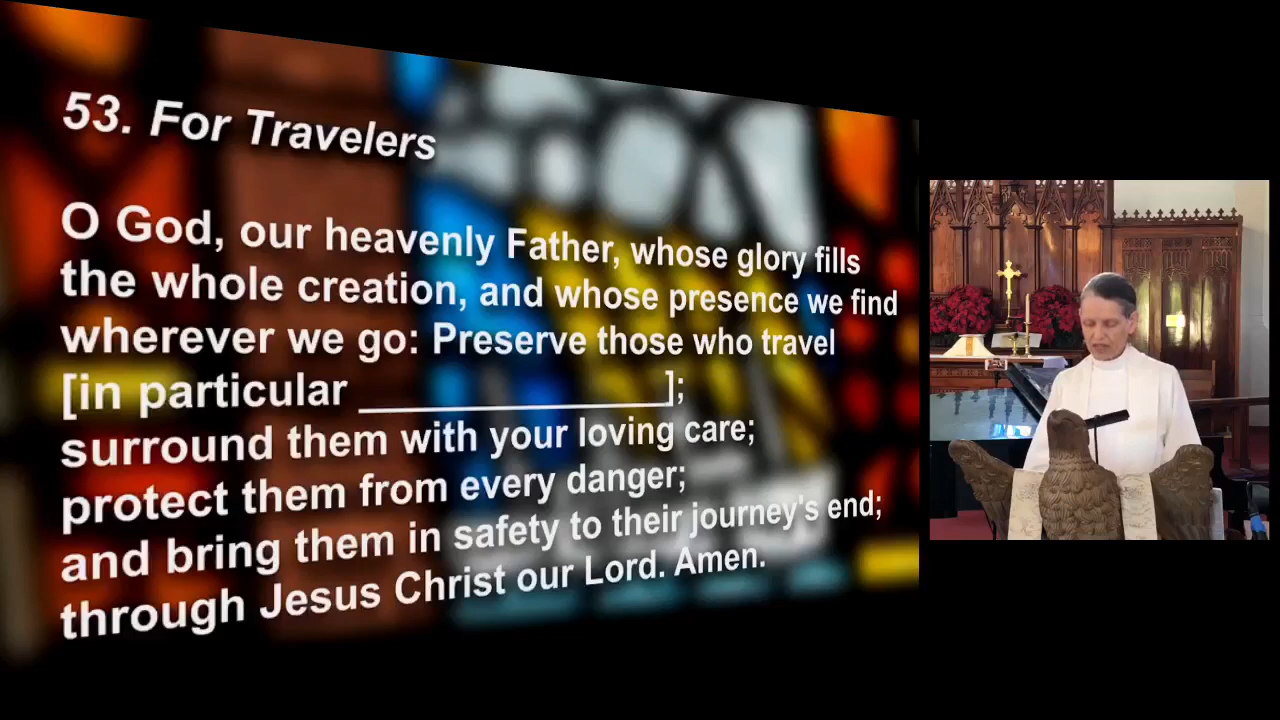 53. For Travelers
O God, our heavenly Father, whose glory fills
the whole creation, and whose presence we find
wherever we go: Preserve those who travel
[in particular _______________];
surround them with your loving care;
protect them from every danger;
and bring them in safety to their journey's end;
through Jesus Christ our Lord. Amen.